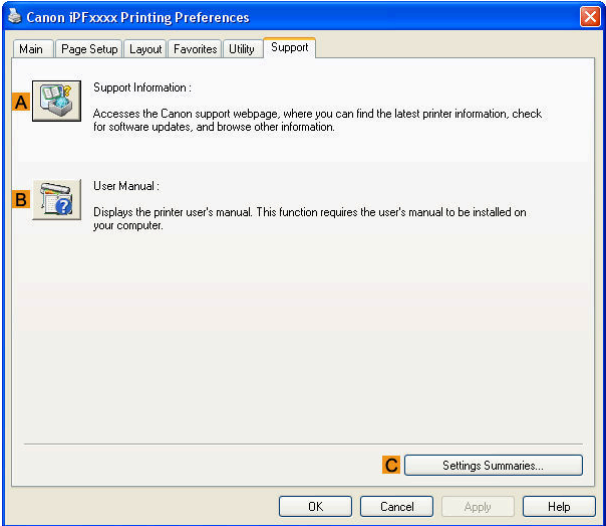 Canon iPFxxxx Printing Preferences
Main Page Setup Layout Favorites Utility Support
A
Support Information :
Accesses the Canon support webpage, where you can find the latest printer information, check
for software updates, and browse other information.
B
User Manual :
Displays the printer user's manual. This function requires the user's manual to be installed on
your computer.
C Settings Summaries...
OK Cancel Apply Help